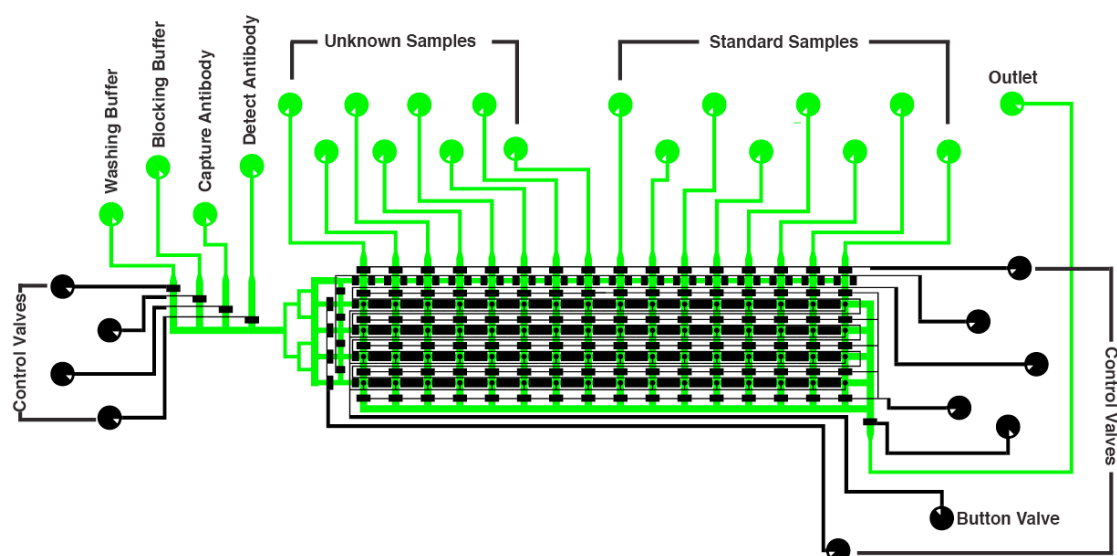 Unknown Samples
Standard Samples
Outlet
Washing Buffer
Blocking Buffer
Capture Antibody
Detect Antibody
Control Valves
Control Valves
Button Valve